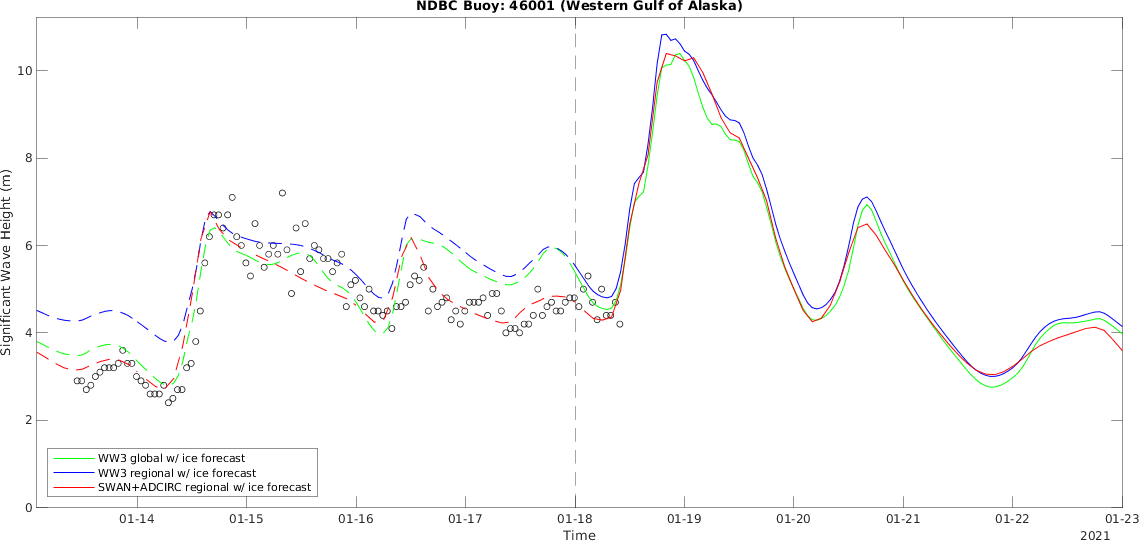 NDBC Buoy: 46001 (Western Gulf of Alaska)
Significant Wave Height (m)
10
8
6
4
2
0
WW3 global w/ ice forecast
WW3 regional w/ ice forecast
SWAN+ADCIRC regional w/ ice forecast
01-14 01-15 01-16 01-17 01-18 01-19 01-20 01-21 01-22 01-23
Time
2021